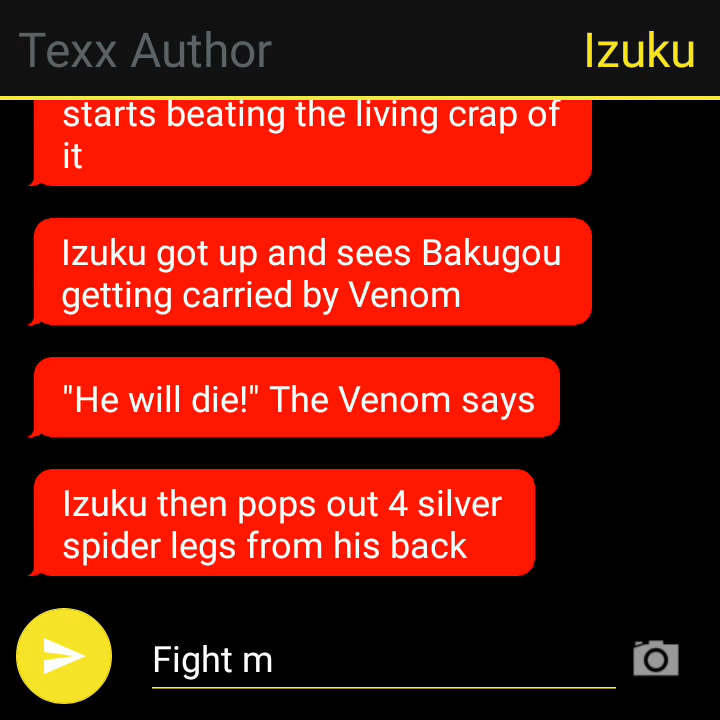 Texx Author
Izuku
starts beating the living crap of
it
Izuku got up and sees Bakugou
getting carried by Venom
"He will die!" The Venom says
Izuku then pops out 4 silver
spider legs from his back
Fight m